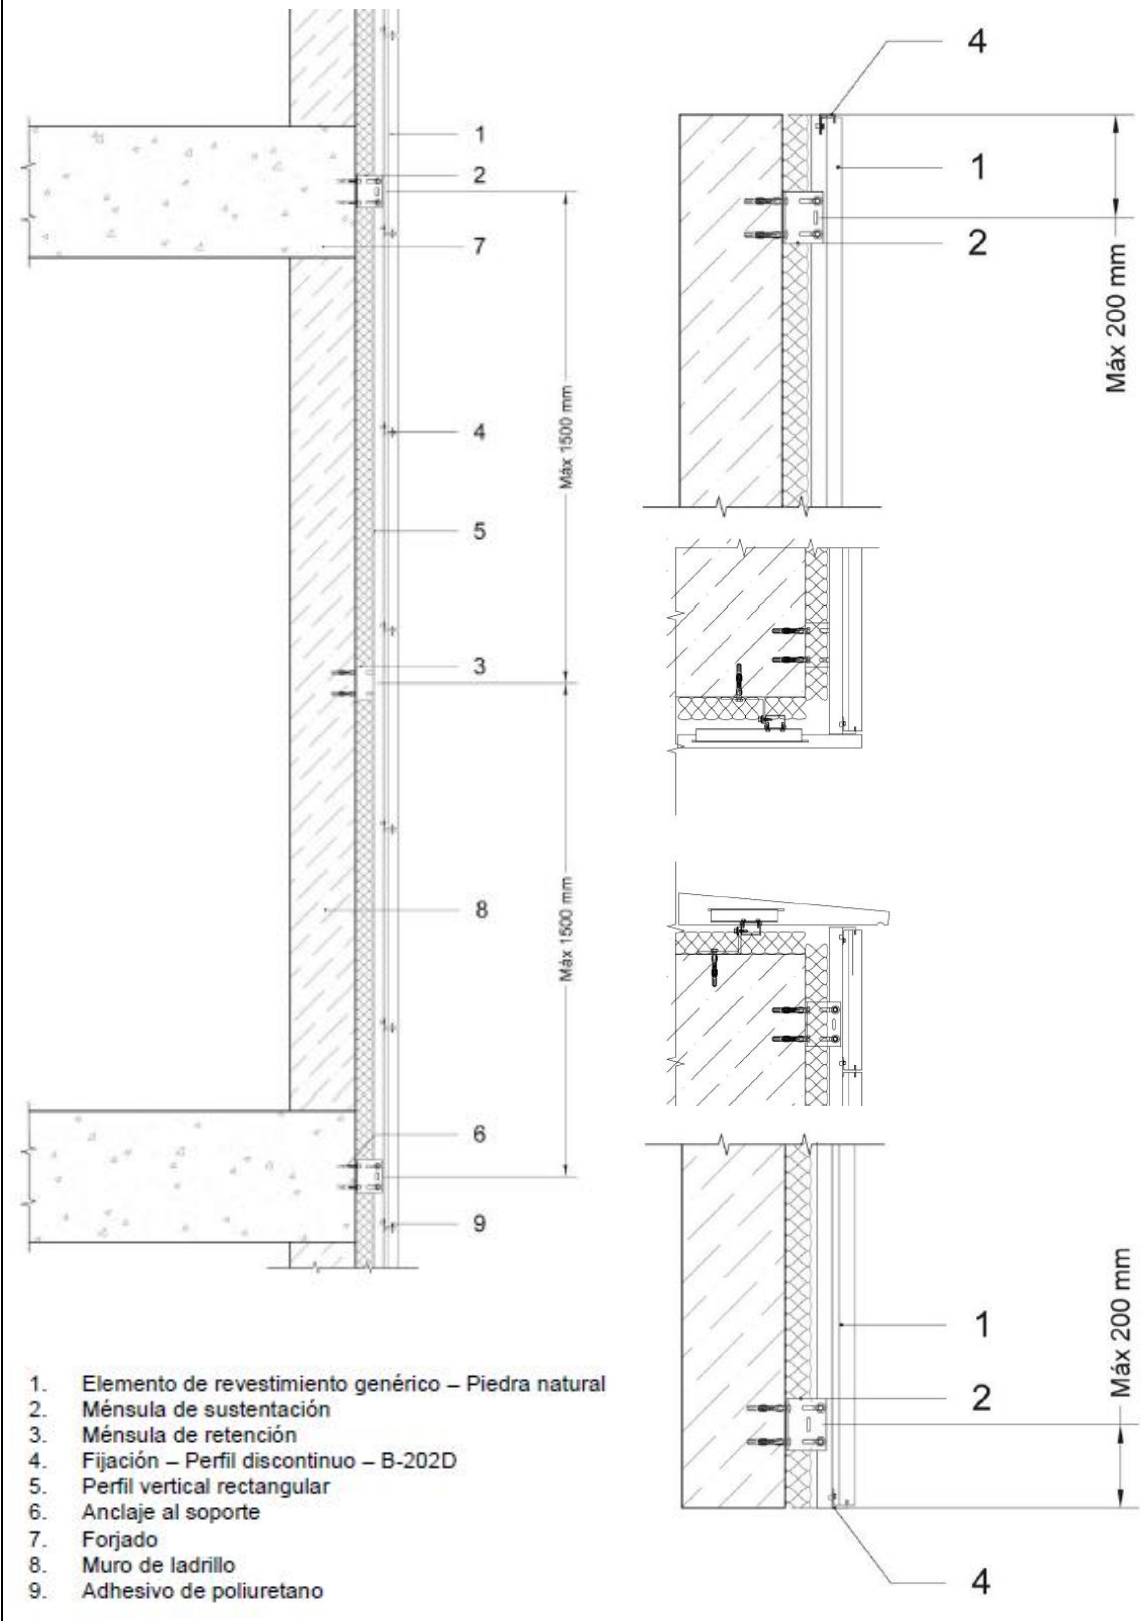 1
2
7
Máx 1500 mm
4
5
3
8
Máx 1500 mm
6
9
4
1
2
Máx 200 mm
1
2
Máx 200 mm
4
1. Elemento de revestimiento genérico – Piedra natural
2. Ménsula de sustentación
3. Ménsula de retención
4. Fijación – Perfil discontinuo – B-202D
5. Perfil vertical rectangular
6. Anclaje al soporte
7. Forjado
8. Muro de ladrillo
9. Adhesivo de poliuretano